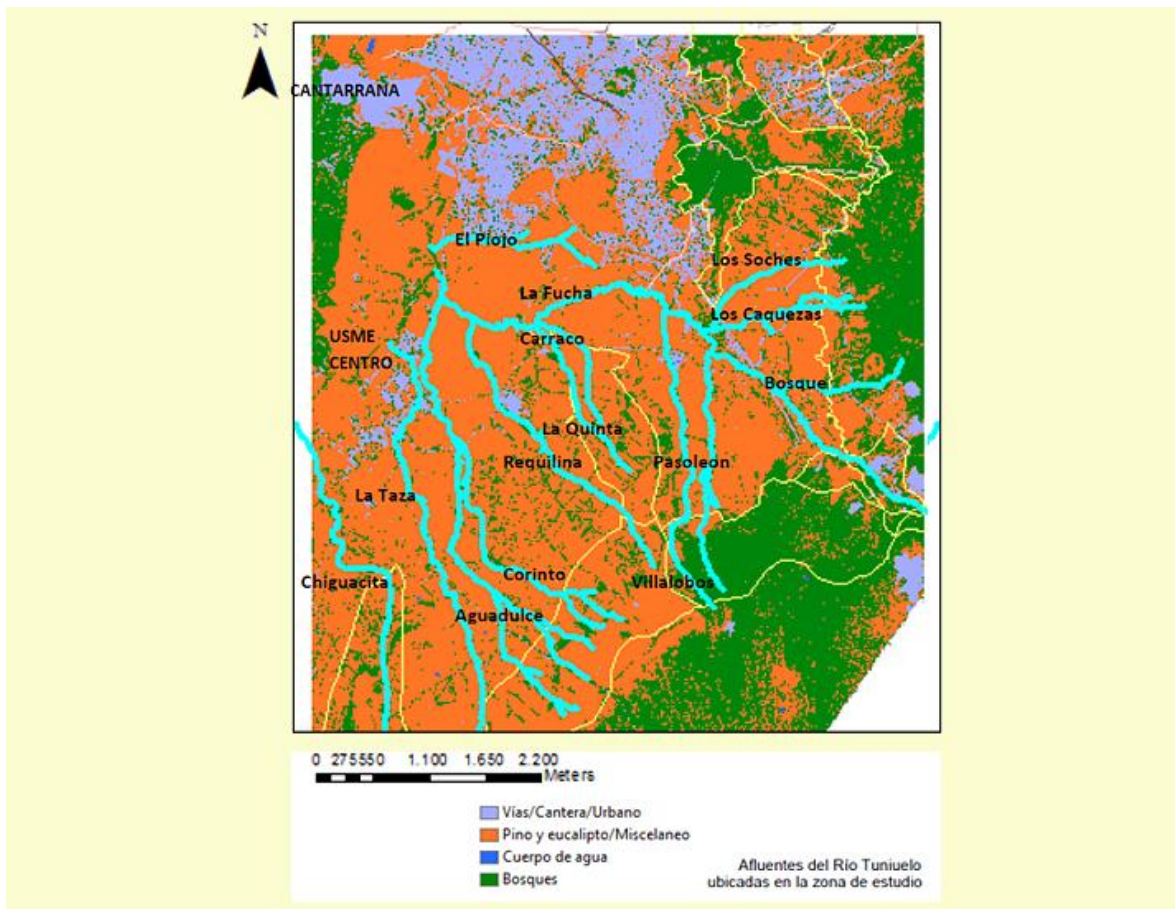 N
CANTARRANA
El Piojo
Los Soches
La Fucha
Los Caquezas
USME
CENTRO
Carraco
Bosque
La Quinta
Requilina
Pasoleon
La Taza
Chiguacita
Corinto
Villalobos
Aguadulce
0 275550 1.100 1.650 2.200
Meters
Vías/Cantera/Urbano
Pino y eucalipto/Miscelaneo
Cuerpo de agua
Bosques
Afluentes del Río Tuniuelo
ubicadas en la zona de estudio